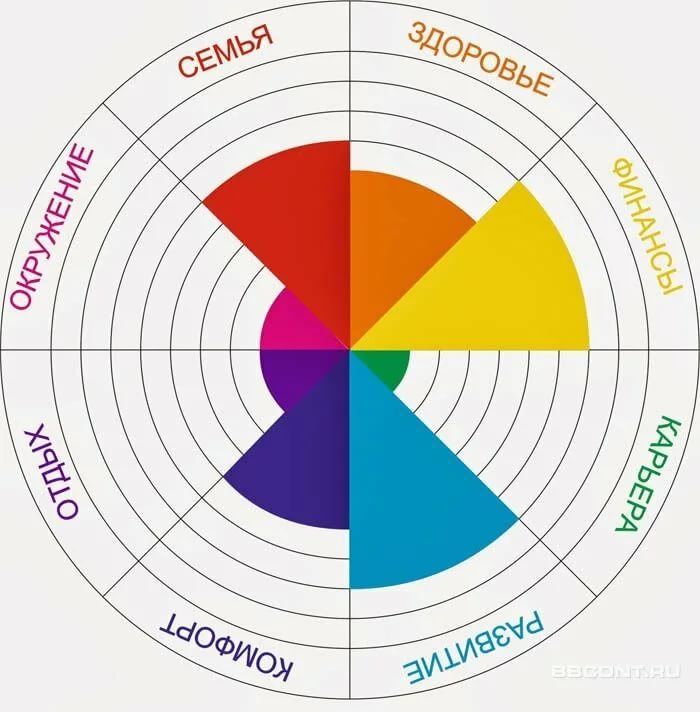 СЕМЬЯ
ЗДОРОВЬЕ
ФИНАНСЫ
КАРЬЕРА
РАЗВИТИЕ
КОМФОРТ
ОТДЫХ
ОКРУЖЕНИЕ
BBCONT.RU